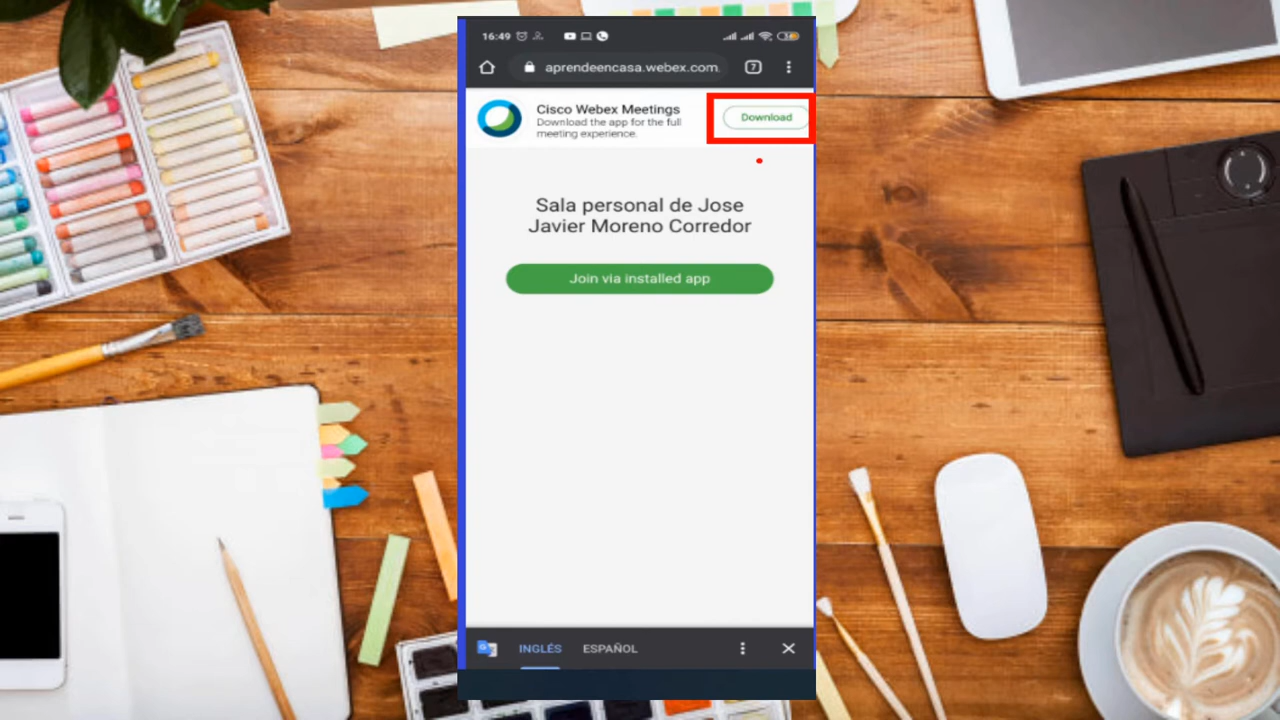 16:49
aprendeencasa.webex.com
7
Cisco Webex Meetings
Download the app for the full
meeting experience.
Download
Sala personal de Jose
Javier Moreno Corredor
Join via installed app
INGLÉS
ESPAÑOL